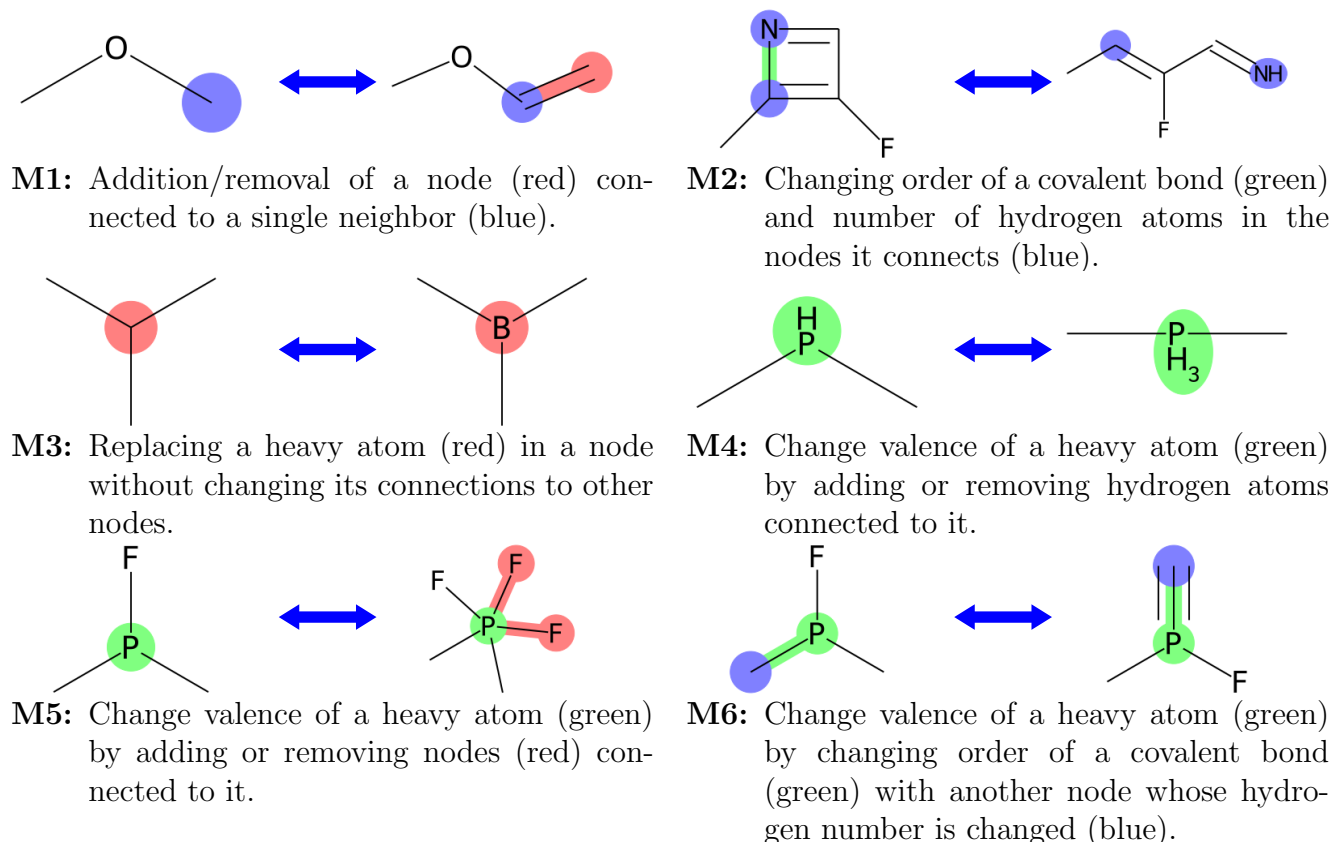 O
O
N
F
F
NH
M1: Addition/removal of a node (red) con-
nected to a single neighbor (blue).
M2: Changing order of a covalent bond (green)
and number of hydrogen atoms in the
nodes it connects (blue).
B
H
P
P
H3
M3: Replacing a heavy atom (red) in a node
without changing its connections to other
nodes.
M4: Change valence of a heavy atom (green)
by adding or removing hydrogen atoms
connected to it.
F
P
F
F
P
F
F
P
P
F
M5: Change valence of a heavy atom (green)
by adding or removing nodes (red) con-
nected to it.
M6: Change valence of a heavy atom (green)
by changing order of a covalent bond
(green) with another node whose hydro-
gen number is changed (blue).